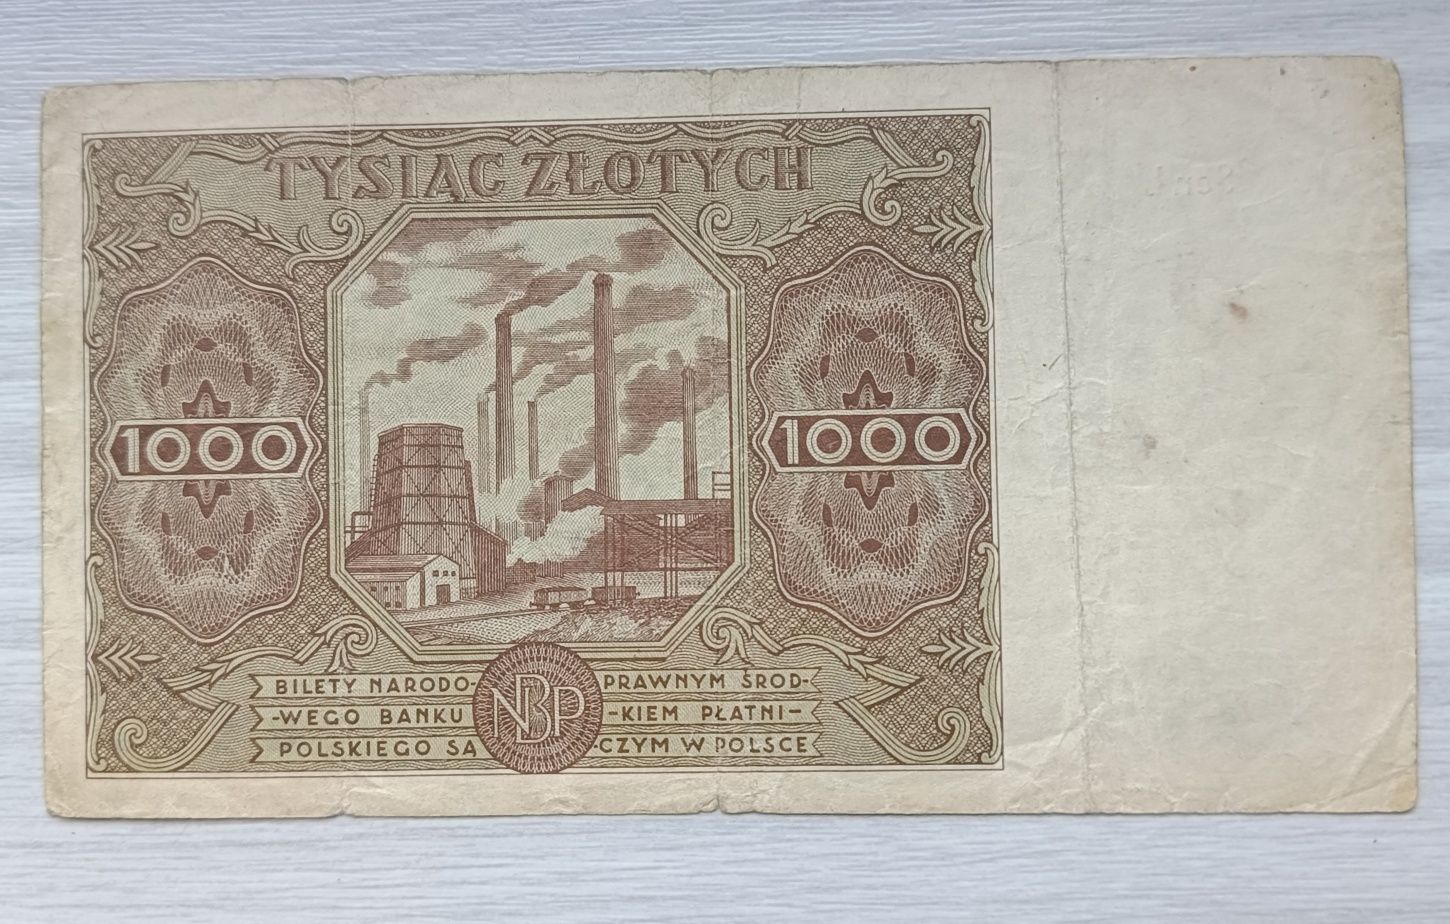 TYSIĄC ZŁOTYCH
1000 1000
BILETY NARODO- PRAWNYM ŚROD-
-WEGO BANKU NBP -KIEM PŁATNI-
POLSKIEGO SĄ -CZYM W POLSCE